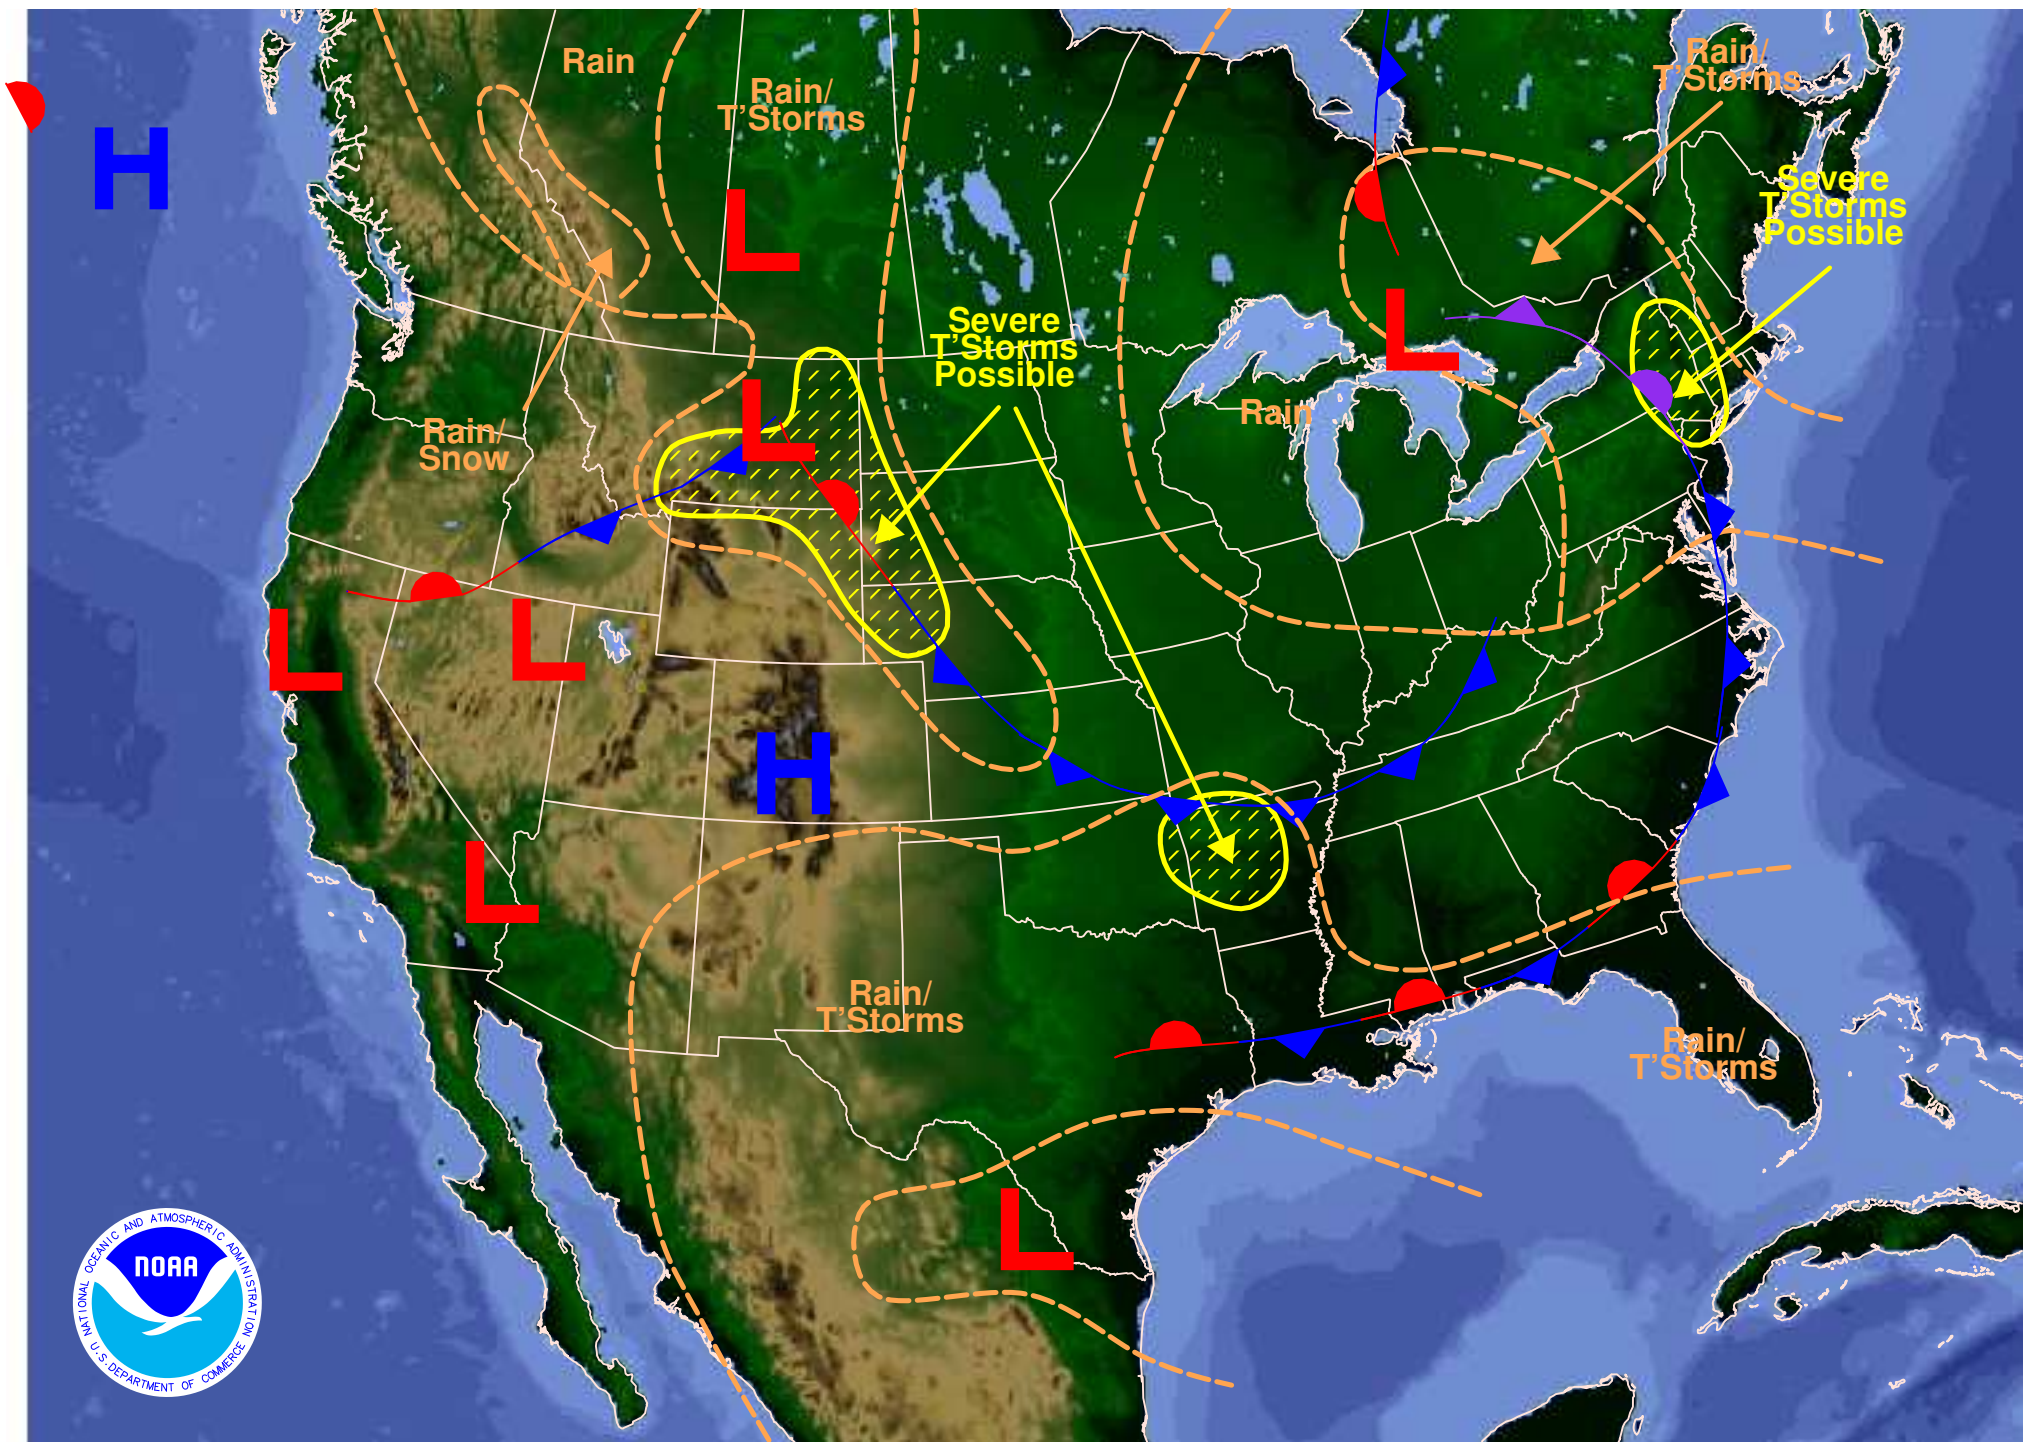 Rain
Rain/
T'Storms
Rain/
T'Storms
H
Severe
T'Storms
Possible
L
Severe
T'Storms
Possible
L
L
Rain
Rain/
Snow
L
L
H
L
Rain/
T'Storms
Rain/
T'Storms
L
NATIONAL OCEANIC AND ATMOSPHERIC ADMINISTRATION
NOAA
U.S. DEPARTMENT OF COMMERCE